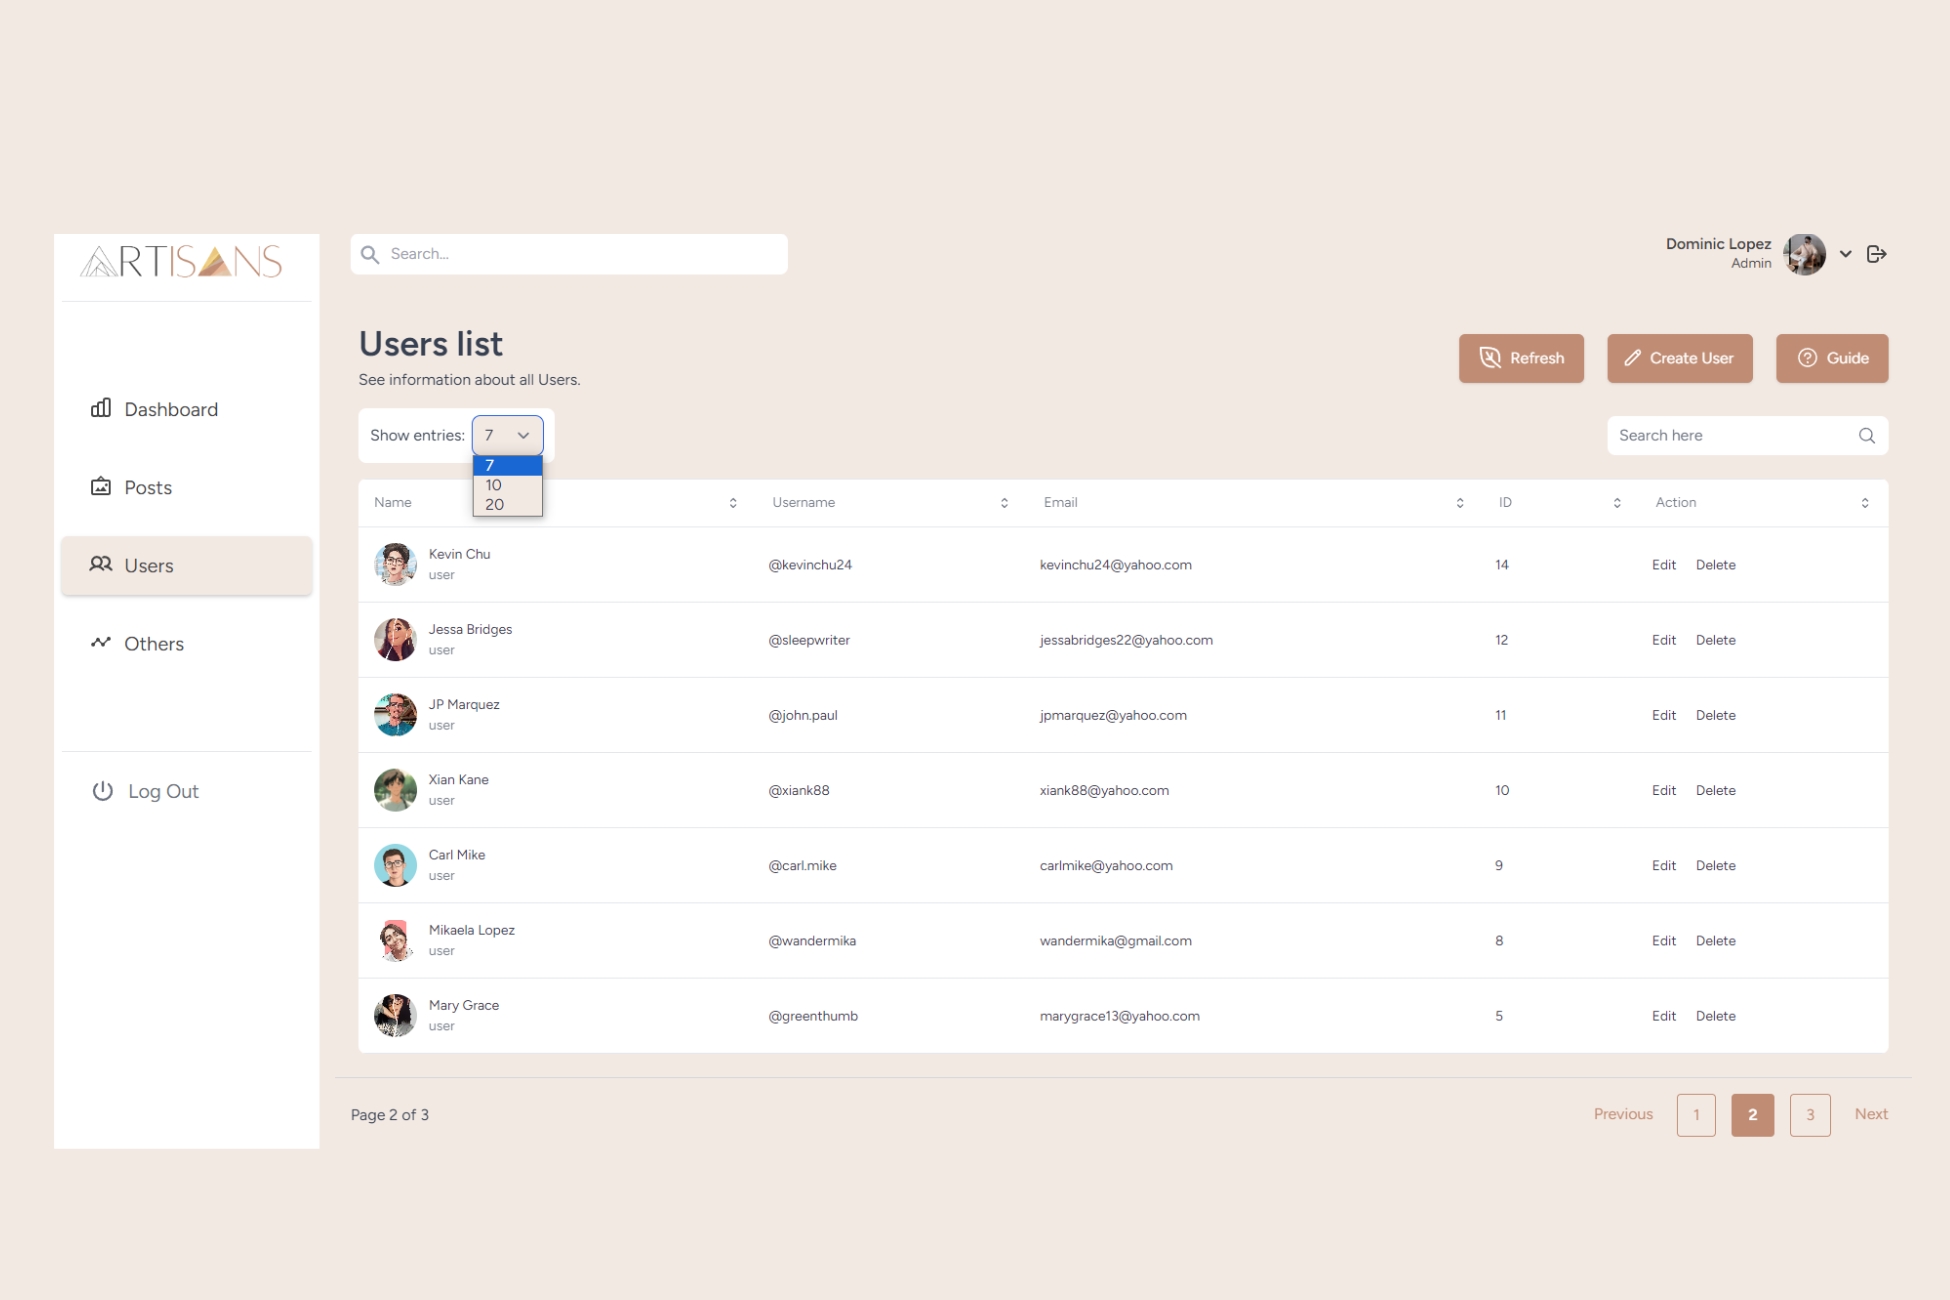 ARTISANS
Search...
Dominic Lopez
Admin
Users list
See information about all Users.
Refresh
Create User
Guide
Dashboard
Posts
Users
Others
Log Out
Show entries: 7
7
10
20
Search here
Name Username Email ID Action
Kevin Chu
user
@kevinchu24 kevinchu24@yahoo.com 14 Edit Delete
Jessa Bridges
user
@sleepwriter jessabridges22@yahoo.com 12 Edit Delete
JP Marquez
user
@john.paul jpmarquez@yahoo.com 11 Edit Delete
Xian Kane
user
@xiank88 xiank88@yahoo.com 10 Edit Delete
Carl Mike
user
@carl.mike carlmike@yahoo.com 9 Edit Delete
Mikaela Lopez
user
@wandermika wandermika@gmail.com 8 Edit Delete
Mary Grace
user
@greenthumb marygrace13@yahoo.com 5 Edit Delete
Page 2 of 3
Previous 1 2 3 Next